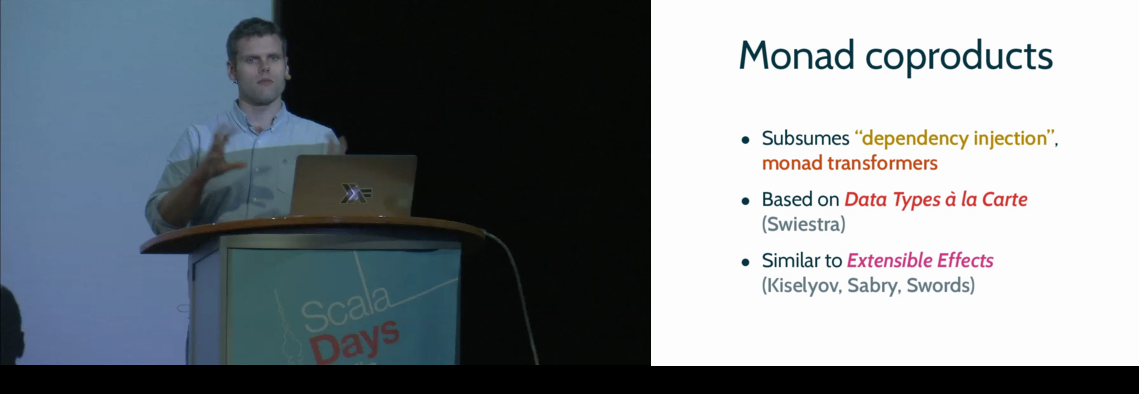 Monad coproducts
• Subsumes “dependency injection”,
monad transformers
• Based on Data Types à la Carte
(Swiestra)
• Similar to Extensible Effects
(Kiselyov, Sabry, Swords)
Scala
Days